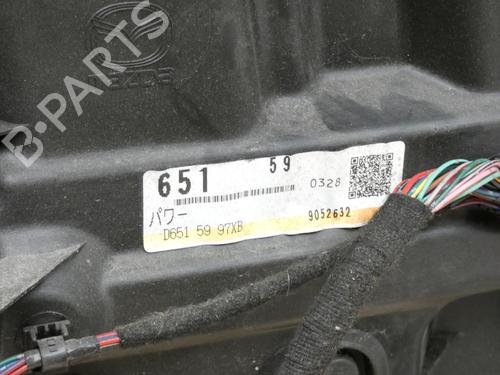 MAZDA
B-Parts
651 59
0328
パワー
9052632
D651 59 97XB